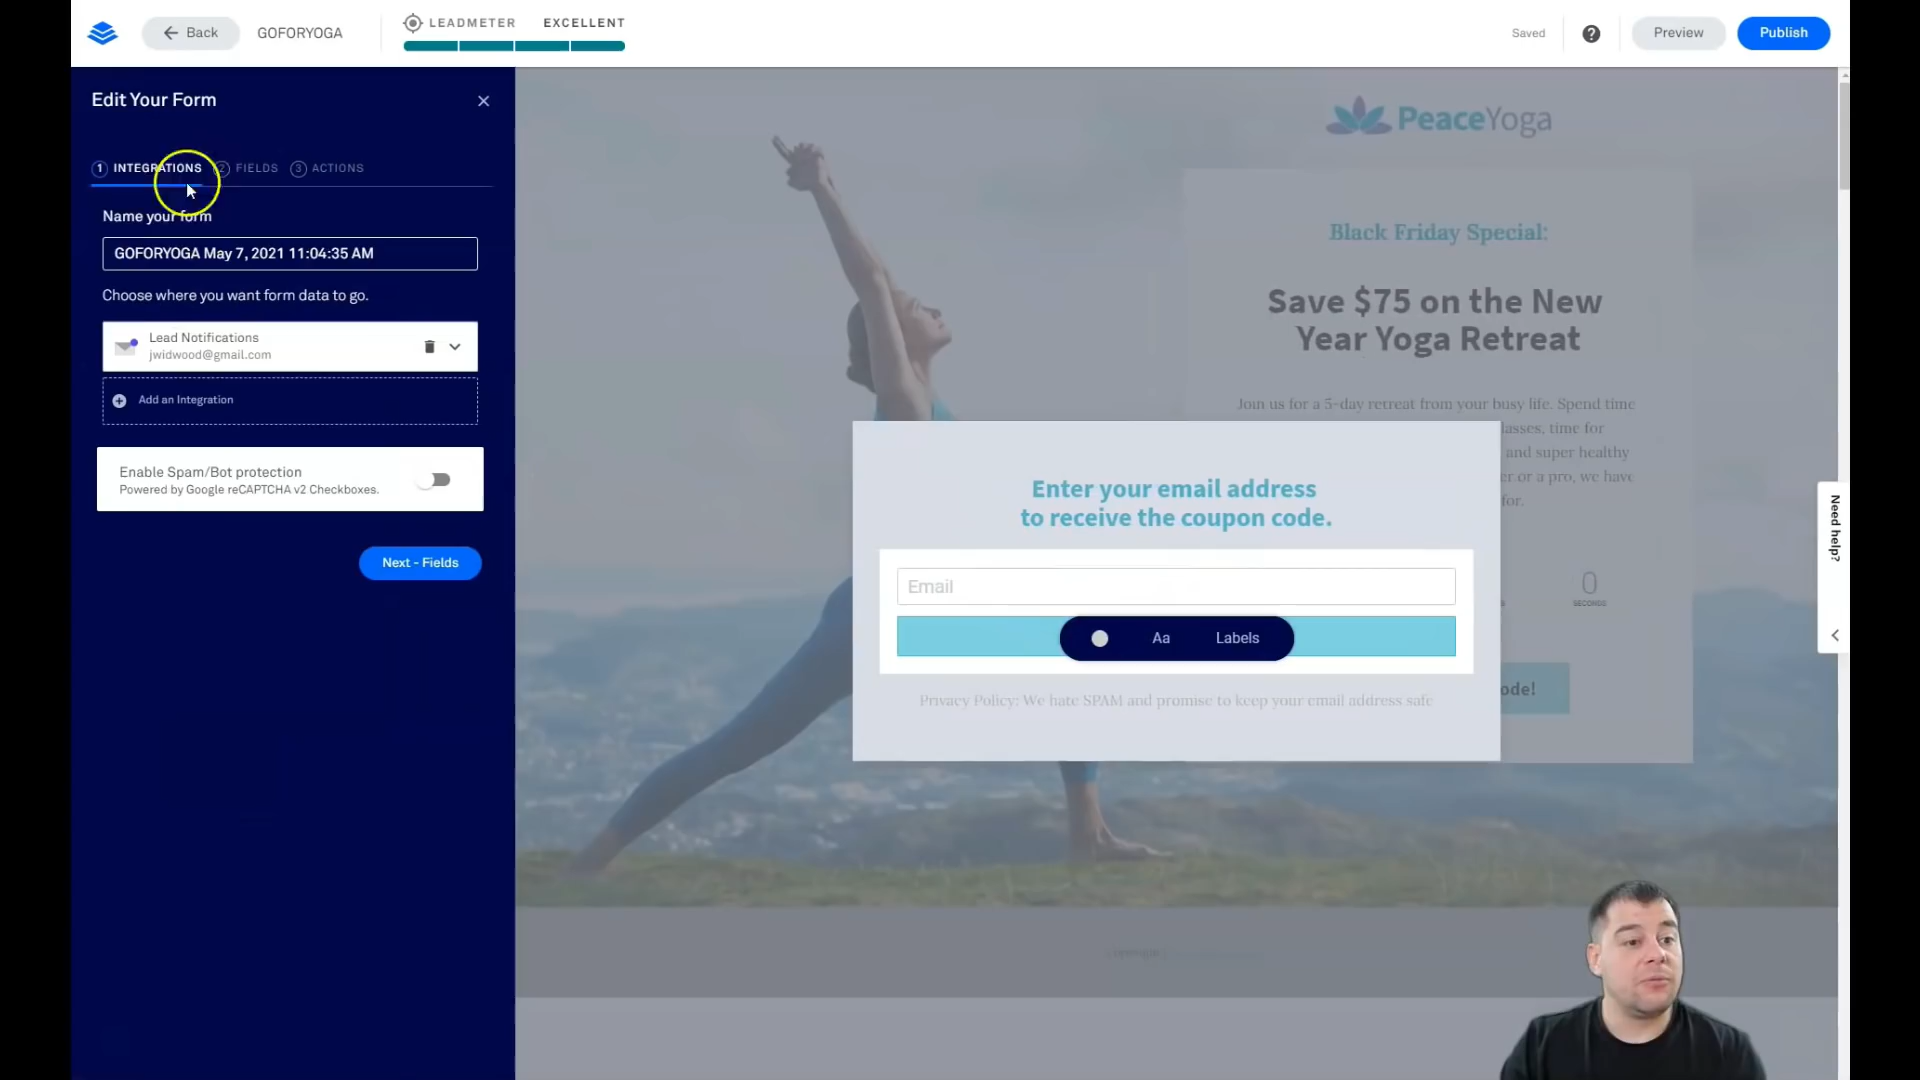 Back
GOFORYOGA
LEADMETER EXCELLENT
Saved
?
Preview
Publish
Edit Your Form
1 INTEGRATIONS 2 FIELDS 3 ACTIONS
Name your form
GOFORYOGA May 7, 2021 11:04:35 AM
Choose where you want form data to go.
Lead Notifications
jwidwood@gmail.com
Add an Integration
Enable Spam/Bot protection
Powered by Google reCAPTCHA v2 Checkboxes.
Next - Fields
PeaceYoga
Black Friday Special:
Save $75 on the New
Year Yoga Retreat
Join us for a 5-day retreat from your busy life. Spend time
classes, time for
and super healthy
er or a pro, we have
for.
0
SECONDS
ode!
Enter your email address
to receive the coupon code.
Email
Aa Labels
Privacy Policy: We hate SPAM and promise to keep your email address safe
Need help?